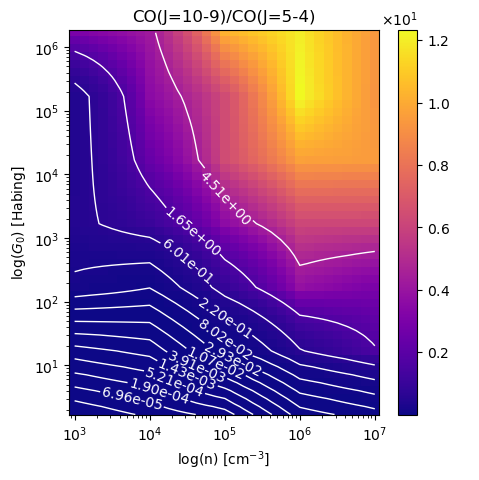 CO(J=10-9)/CO(J=5-4)
×10¹
log(G₀) [Habing]
10⁶
10⁵
10⁴
10³
10²
10¹
4.51e+00
1.65e+00
6.01e-01
2.20e-01
8.02e-02
2.93e-02
1.07e-02
3.91e-03
1.43e-03
5.21e-04
1.90e-04
6.96e-05
10³ 10⁴ 10⁵ 10⁶ 10⁷
log(n) [cm⁻³]
1.2
1.0
0.8
0.6
0.4
0.2